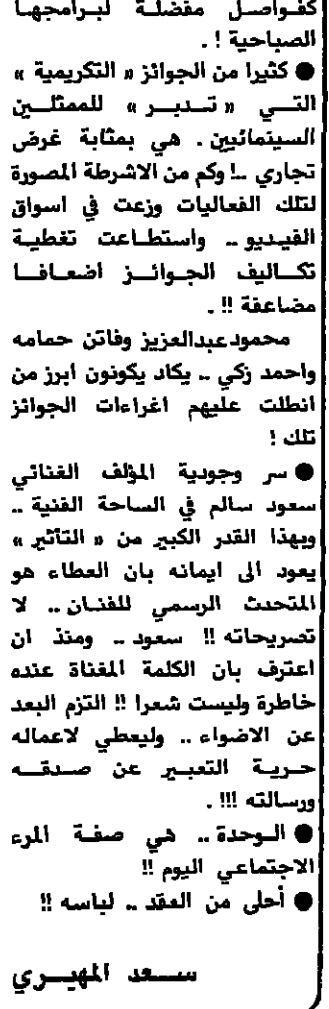 كفواصل مفضلة لبرامجها
الصباحية ! .
● كثيرا من الجوائز « التكريمية »
التي « تدبر » للممثلين
السينمائيين . هي بمثابة غرض
تجاري ..! وكم من الاشرطة المصورة
لتلك الفعاليات وزعت في اسواق
الفيديو .. واستطاعت تغطية
تكاليف الجوائز اضعافا
مضاعفة !! .
محمود عبدالعزيز وفاتن حمامه
واحمد زكي .. يكاد يكونون ابرز من
انطلت عليهم اغراءات الجوائز
تلك !
● سر وجودية المؤلف الغنائي
سعود سالم في الساحة الفنية ..
وبهذا القدر الكبير من « التآثير »
يعود الى ايمانه بان العطاء هو
المتحدث الرسمي للفنان .. لا
تصريحاته !! سعود .. ومنذ ان
اعترف بان الكلمة المغناة عنده
خاطرة وليست شعرا !! التزم البعد
عن الاضواء .. وليعطي لاعماله
حرية التعبير عن صدقه
ورسالته !!! .
● الوحدة .. هي صفة المرء
الاجتماعي اليوم !!
● أحلى من العقد .. لباسه !!
سعد المهيري